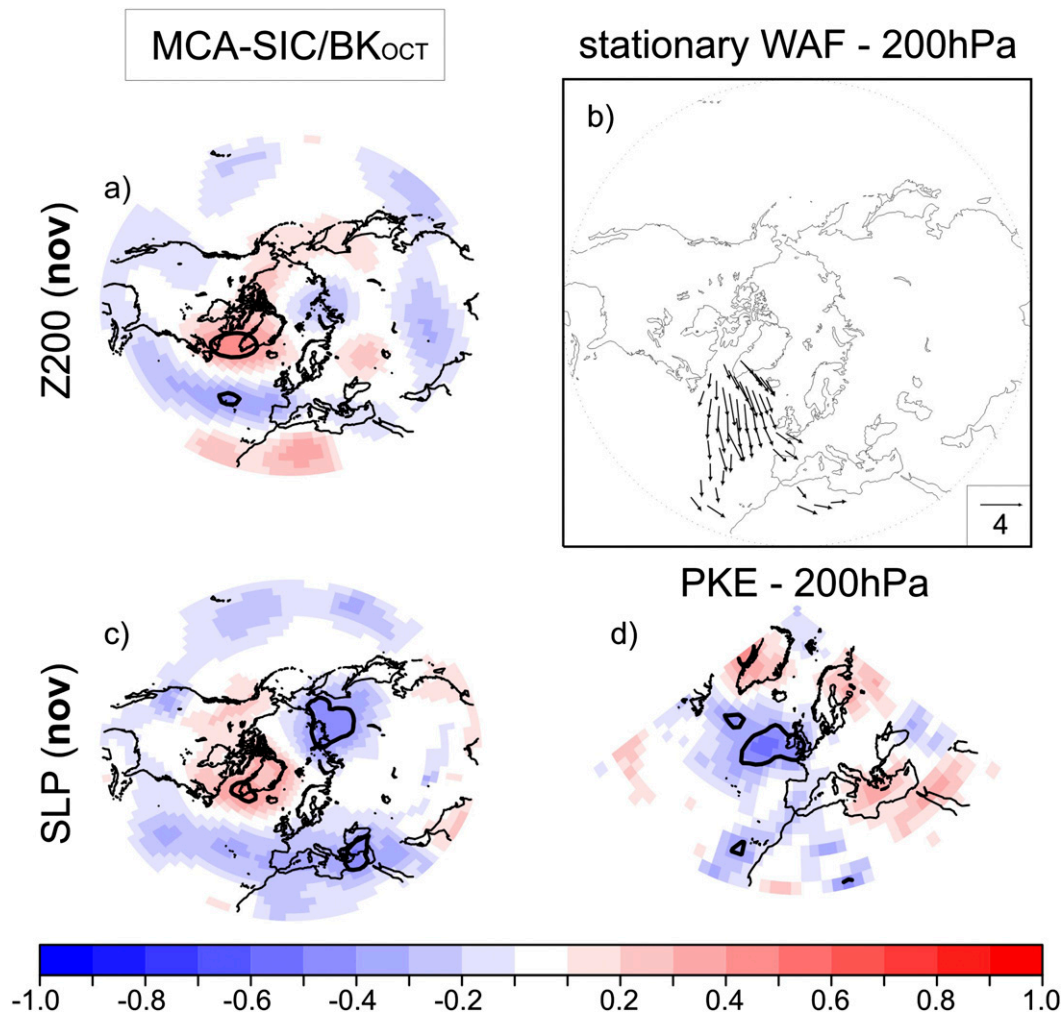 MCA-SIC/BKOCT
stationary WAF - 200hPa
a)
b)
Z200 (nov)
4
PKE - 200hPa
c)
d)
SLP (nov)
-1.0 -0.8 -0.6 -0.4 -0.2 0.2 0.4 0.6 0.8 1.0